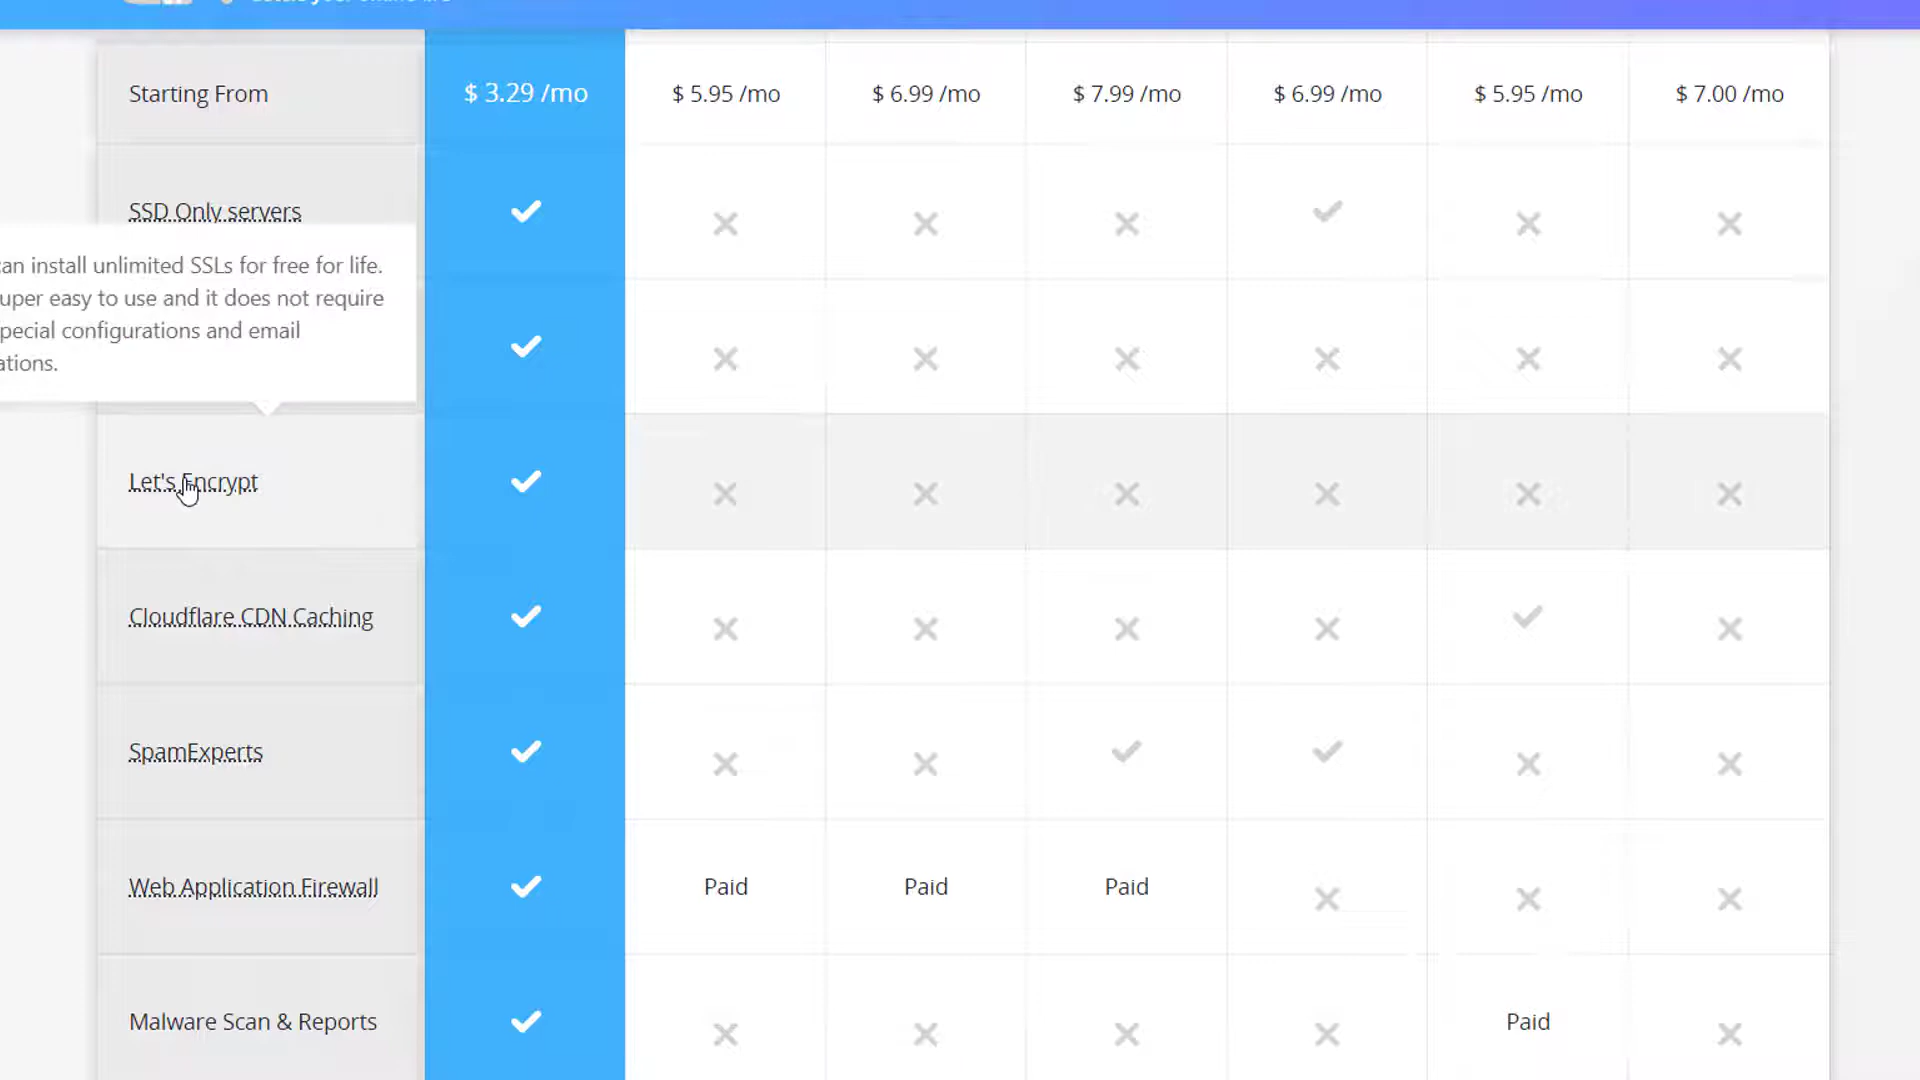 Starting From $ 3.29 /mo $ 5.95 /mo $ 6.99 /mo $ 7.99 /mo $ 6.99 /mo $ 5.95 /mo $ 7.00 /mo
SSD Only servers
an install unlimited SSLs for free for life.
uper easy to use and it does not require
pecial configurations and email
ations.
Let's Encrypt
Cloudflare CDN Caching
SpamExperts
Web Application Firewall Paid Paid Paid
Malware Scan & Reports Paid